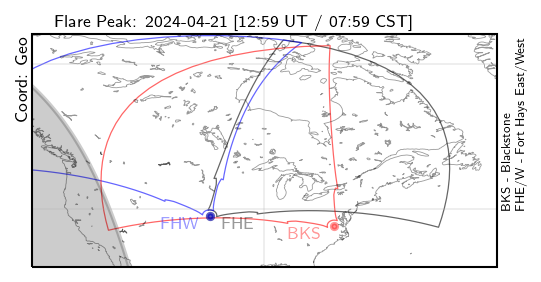 Flare Peak: 2024-04-21 [12:59 UT / 07:59 CST]
Coord: Geo
FHW
FHE
BKS
BKS - Blackstone
FHE/W - Fort Hays East/West